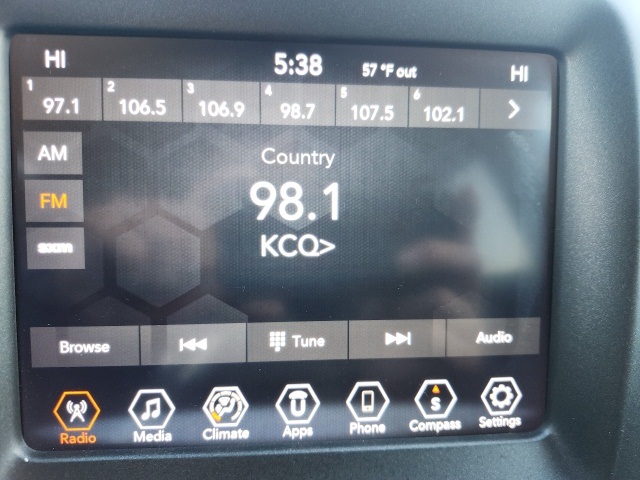 HI 5:38 57 °F out HI
1 2 3 4 5 6
97.1 106.5 106.9 98.7 107.5 102.1 >
AM
Country
FM
98.1
sxm
KCQ>
Browse Tune Audio
S
Radio Media Climate Apps Phone Compass Settings